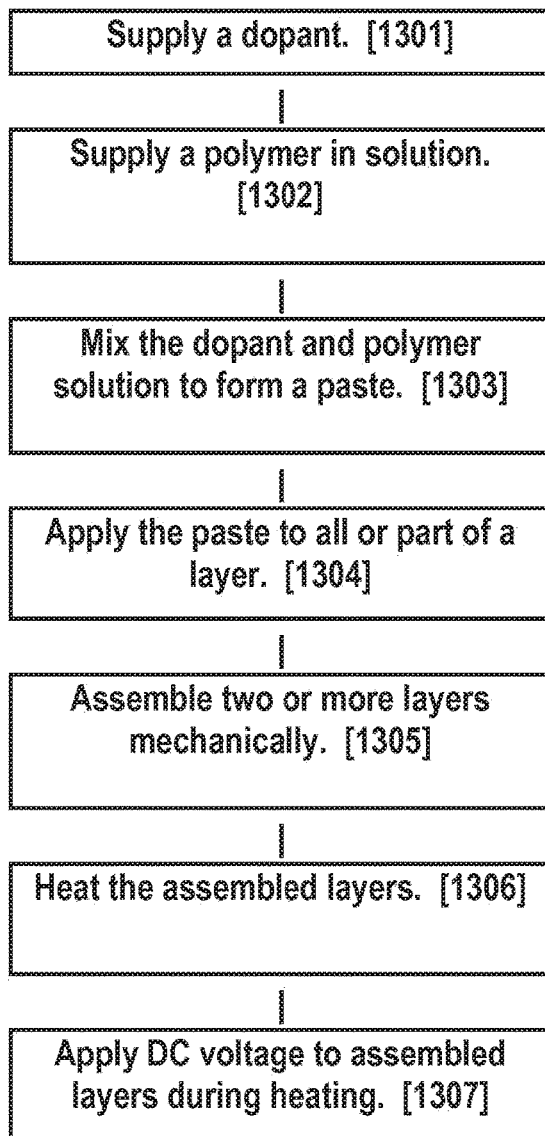 Supply a dopant. [1301]
Supply a polymer in solution.
[1302]
Mix the dopant and polymer
solution to form a paste. [1303]
Apply the paste to all or part of a
layer. [1304]
Assemble two or more layers
mechanically. [1305]
Heat the assembled layers. [1306]
Apply DC voltage to assembled
layers during heating. [1307]